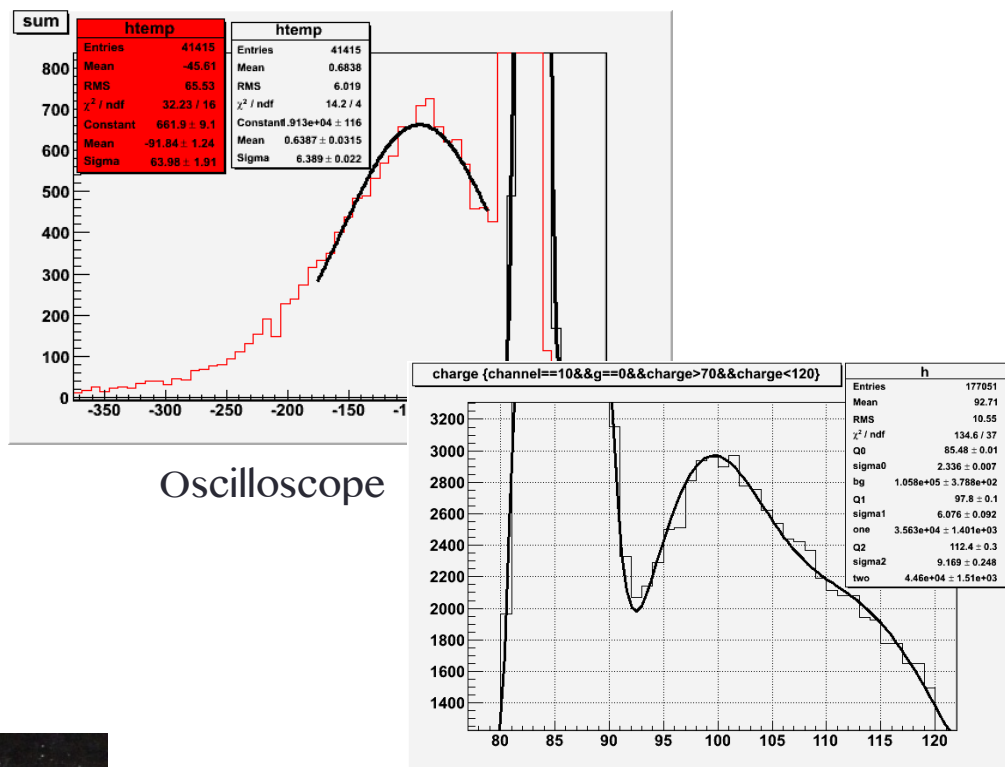 sum
htemp
Entries 41415
Mean -45.61
RMS 65.53
χ² / ndf 32.23 / 16
Constant 661.9 ± 9.1
Mean -91.84 ± 1.24
Sigma 63.98 ± 1.91
htemp
Entries 41415
Mean 0.6838
RMS 6.019
χ² / ndf 14.2 / 4
Constant 1.913e+04 ± 116
Mean 0.6387 ± 0.0315
Sigma 6.389 ± 0.022
800
700
600
500
400
300
200
100
0
-350 -300 -250 -200 -150
Oscilloscope
charge {channel==10&&g==0&&charge>70&&charge<120}
h
Entries 177051
Mean 92.71
RMS 10.55
χ² / ndf 134.6 / 37
Q0 85.48 ± 0.01
sigma0 2.336 ± 0.007
bg 1.058e+05 ± 3.788e+02
Q1 97.8 ± 0.1
sigma1 6.076 ± 0.092
one 3.563e+04 ± 1.401e+03
Q2 112.4 ± 0.3
sigma2 9.169 ± 0.248
two 4.46e+04 ± 1.51e+03
3200
3000
2800
2600
2400
2200
2000
1800
1600
1400
80 85 90 95 100 105 110 115 120